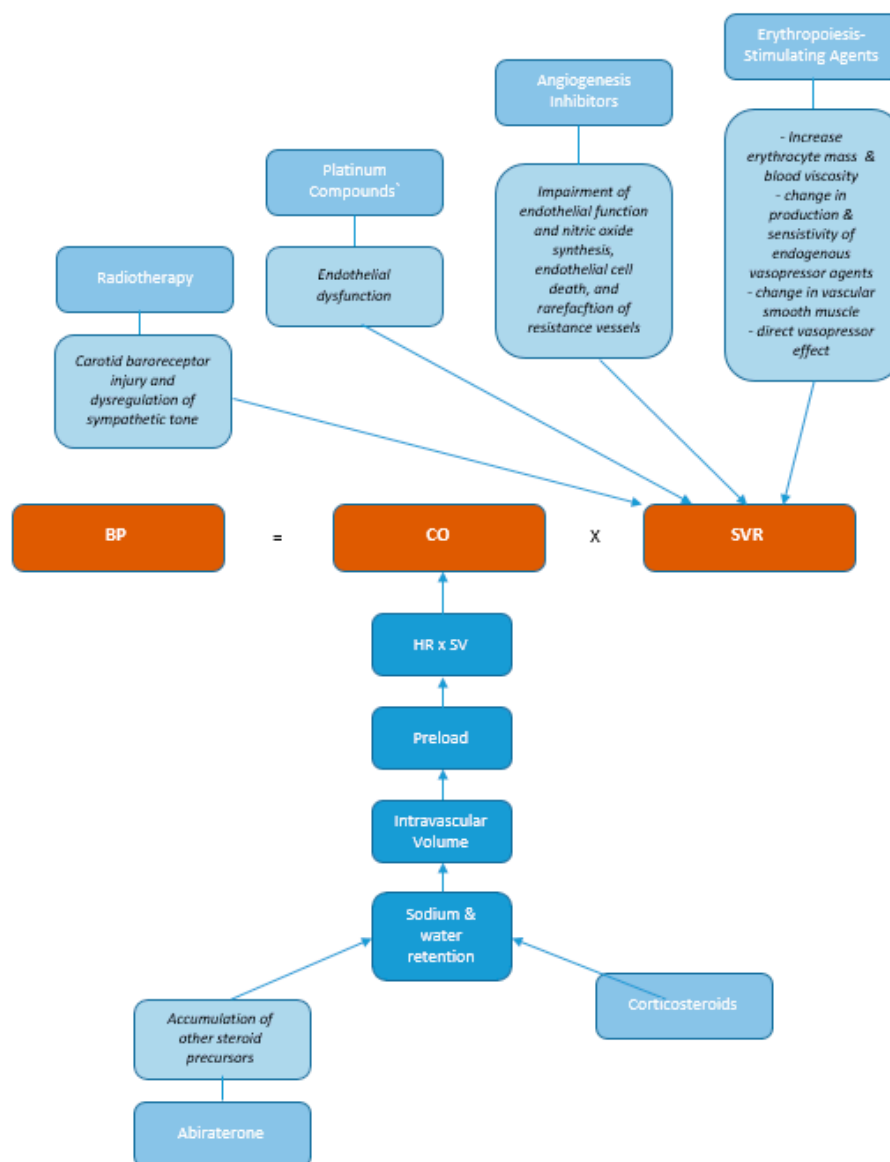 Erythropoiesis-
Stimulating Agents
Angiogenesis
Inhibitors
Platinum
Compounds`
Radiotherapy
- Increase
erythrocyte mass & 
blood viscosity
- change in
production &
sensistivity of
endogenous
vasopressor agents
- change in vascular
smooth muscle
- direct vasopressor
effect
Impairment of
endothelial function
and nitric oxide
synthesis,
endothelial cell
death, and
rarefacftion of
resistance vessels
Endothelial
dysfunction
Carotid baroreceptor
injury and
dysregulation of
sympathetic tone
BP = CO X SVR
HR x SV
Preload
Intravascular
Volume
Sodium &
water
retention
Accumulation of
other steroid
precursors
Corticosteroids
Abiraterone